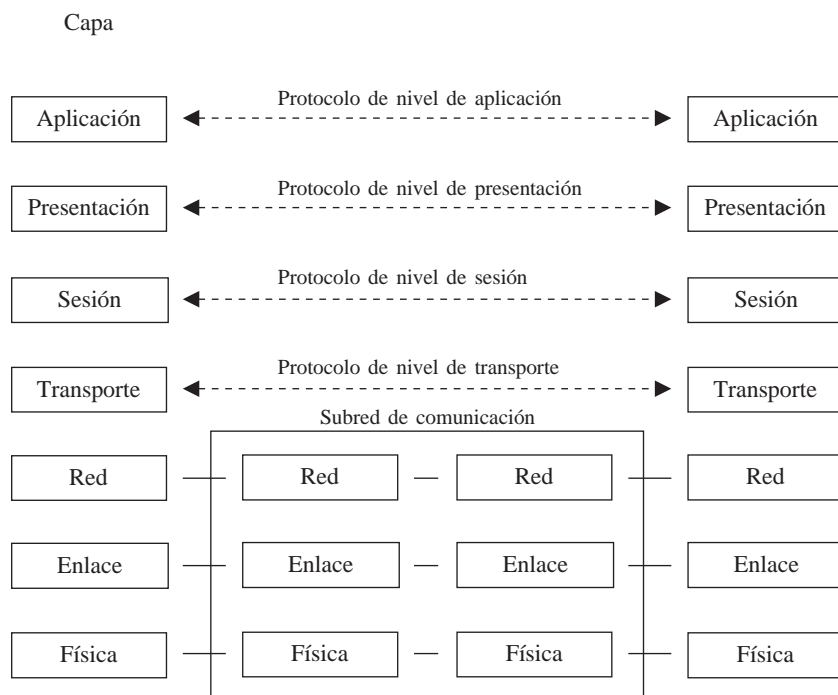 Capa
Protocolo de nivel de aplicación
Aplicación Aplicación
Protocolo de nivel de presentación
Presentación Presentación
Protocolo de nivel de sesión
Sesión Sesión
Protocolo de nivel de transporte
Transporte Transporte
Subred de comunicación
Red Red Red Red
Enlace Enlace Enlace Enlace
Física Física Física Física